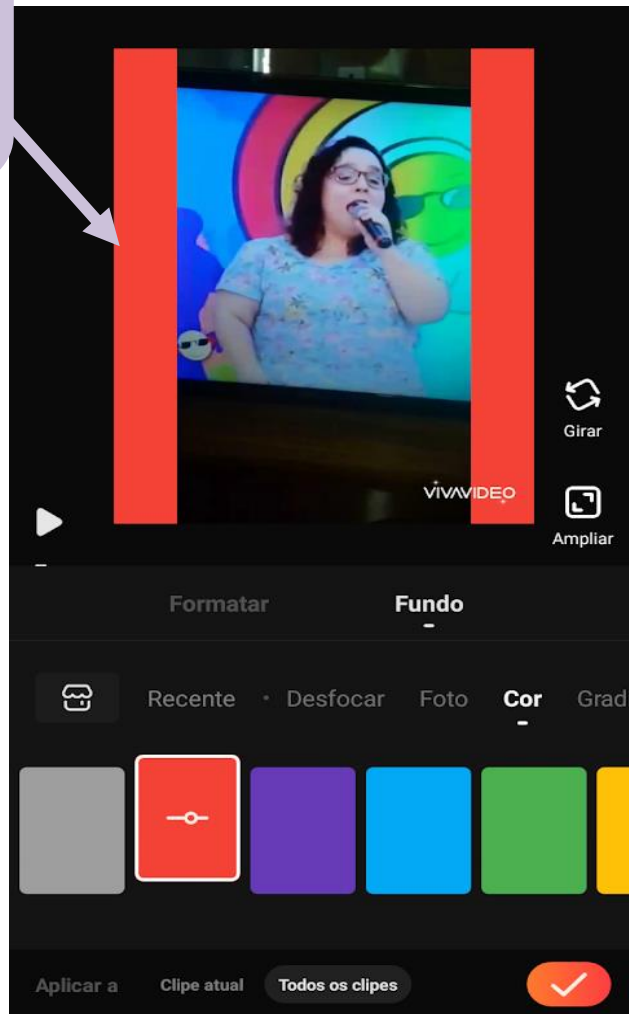 Girar
VIVAVIDEO
Ampliar
Formatar Fundo
Recente • Desfocar Foto Cor Grad
Aplicar a Clipe atual Todos os clipes